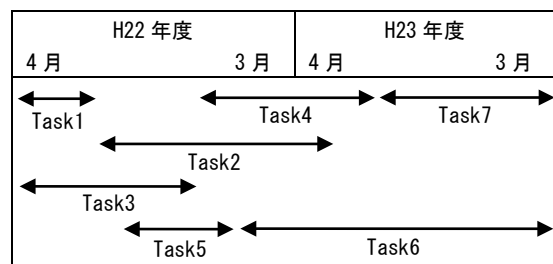 H22 年度 H23 年度
4 月 3 月 4 月 3 月
Task1 Task4 Task7
Task2
Task3
Task5 Task6